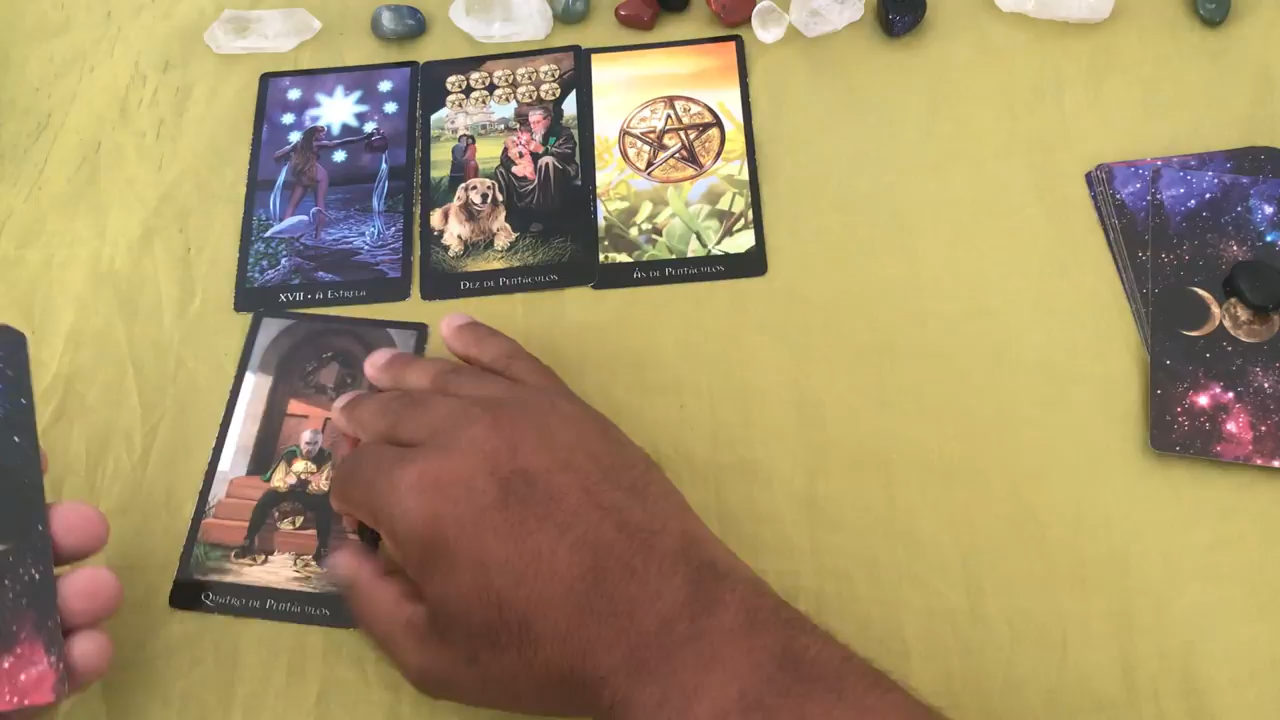 XVII • A Estrela
Dez de Pentáculos
Ás de Pentáculos
Quatro de Pentáculos